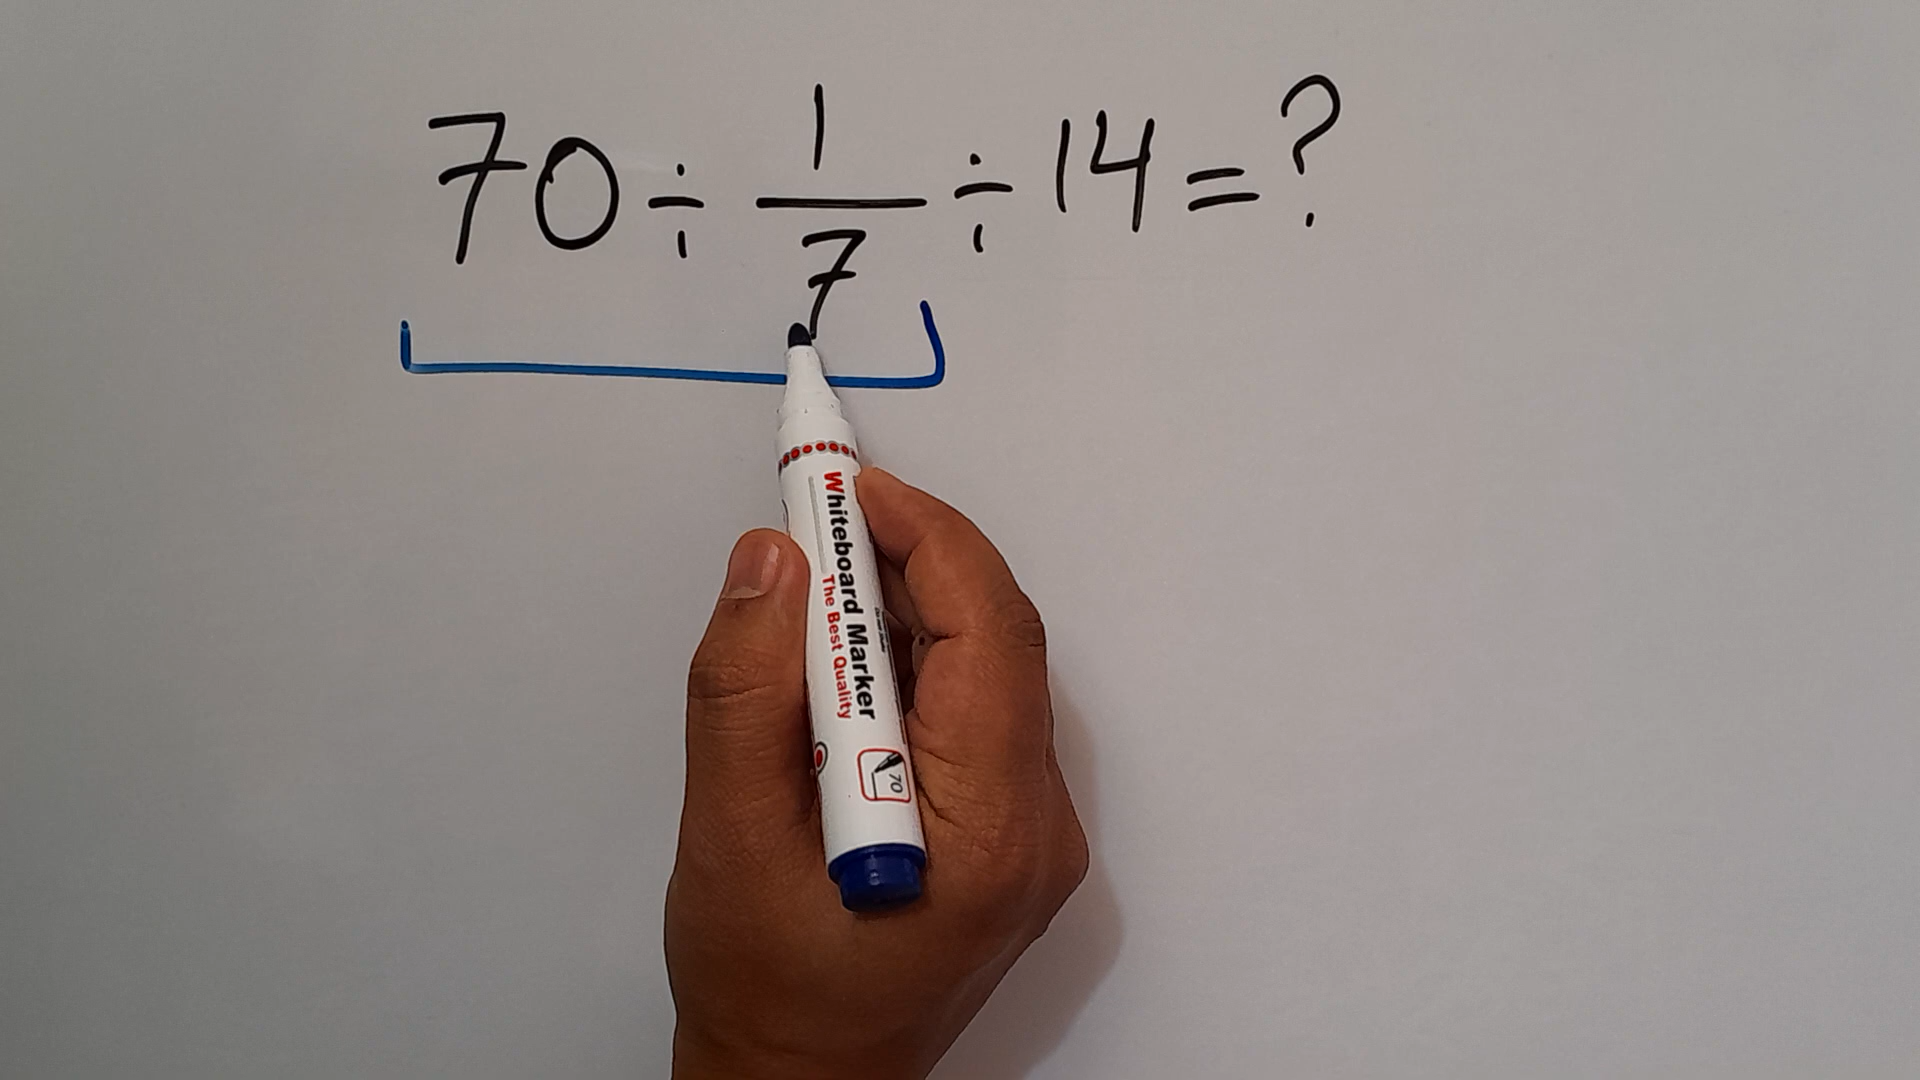 70 ÷ 1/7 ÷ 14 = ?
Whiteboard Marker
The Best Quality
70